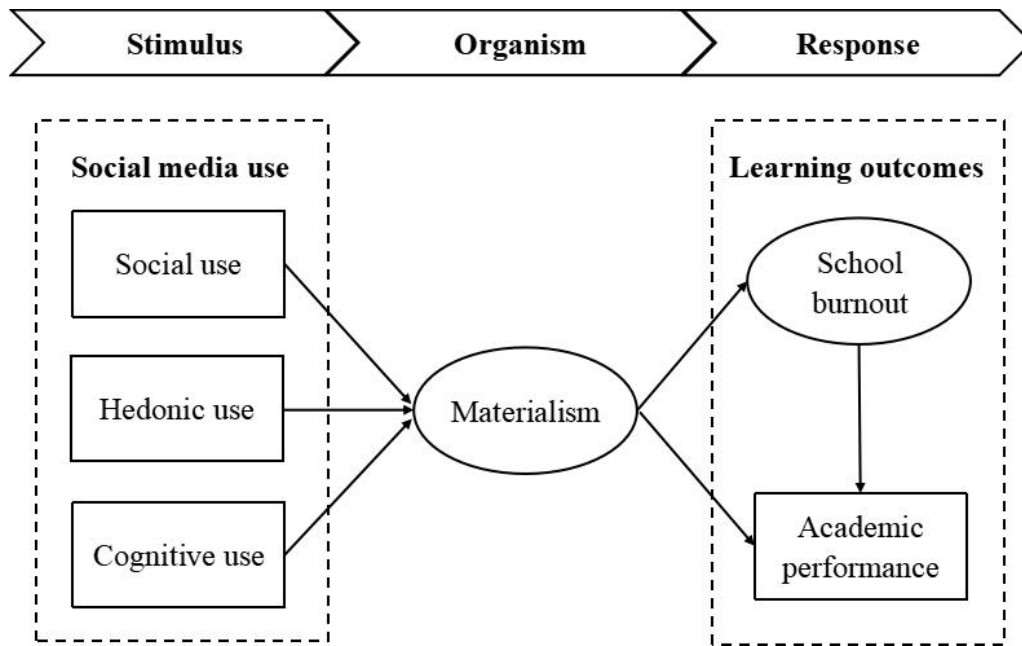 Stimulus
Organism
Response
Social media use
Social use
Hedonic use
Cognitive use
Materialism
Learning outcomes
School
burnout
Academic
performance